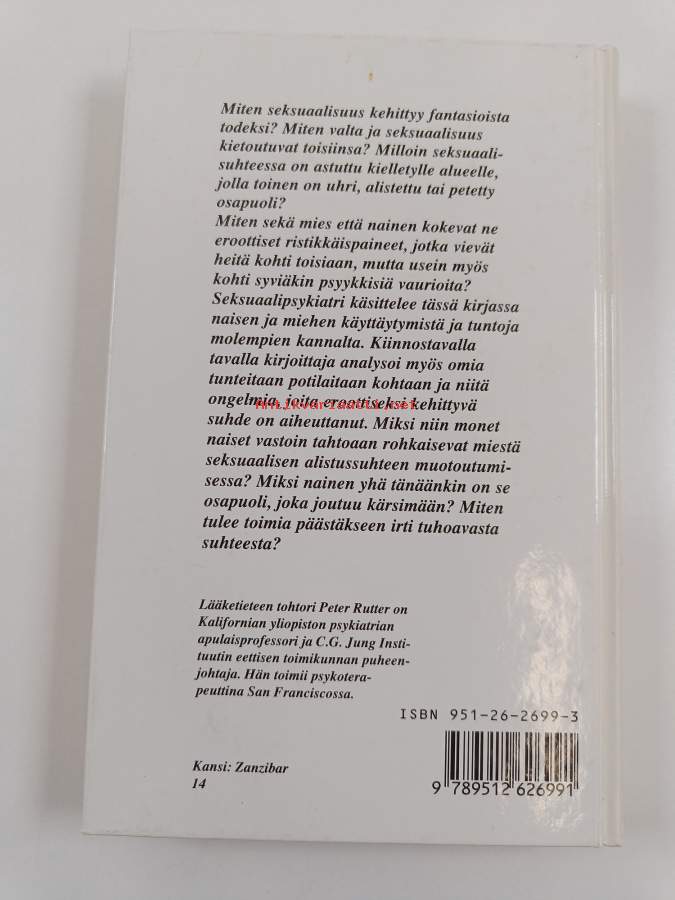 Miten seksuaalisuus kehittyy fantasioista
todeksi? Miten valta ja seksuaalisuus
kietoutuvat toisiinsa? Milloin seksuaali-
suhteessa on astuttu kielletylle alueelle,
jolla toinen on uhri, alistettu tai petetty
osapuoli?
Miten sekä mies että nainen kokevat ne
eroottiset ristikkäispaineet, jotka vievät
heitä kohti toisiaan, mutta usein myös
kohti syviäkin psyykkisiä vaurioita?
Seksuaalipsykiatri käsittelee tässä kirjassa
naisen ja miehen käyttäytymistä ja tuntoja
molempien kannalta. Kiinnostavalla
tavalla kirjoittaja analysoi myös omia
tunteitaan potilaitaan kohtaan ja niitä
ongelmia, joita eroottiseksi kehittyvä
Antikvariaatti.net
suhde on aiheuttanut. Miksi niin monet
naiset vastoin tahtoaan rohkaisevat miestä
seksuaalisen alistussuhteen muotoutumi-
sessa? Miksi nainen yhä tänäänkin on se
osapuoli, joka joutuu kärsimään? Miten
tulee toimia päästäkseen irti tuhoavasta
suhteesta?
Lääketieteen tohtori Peter Rutter on
Kalifornian yliopiston psykiatrian
apulaisprofessori ja C.G. Jung Insti-
tuutin eettisen toimikunnan puheen-
johtaja. Hän toimii psykotera-
peuttina San Franciscossa.
ISBN 951-26-2699-3
Kansi: Zanzibar
14
9 789512 626991